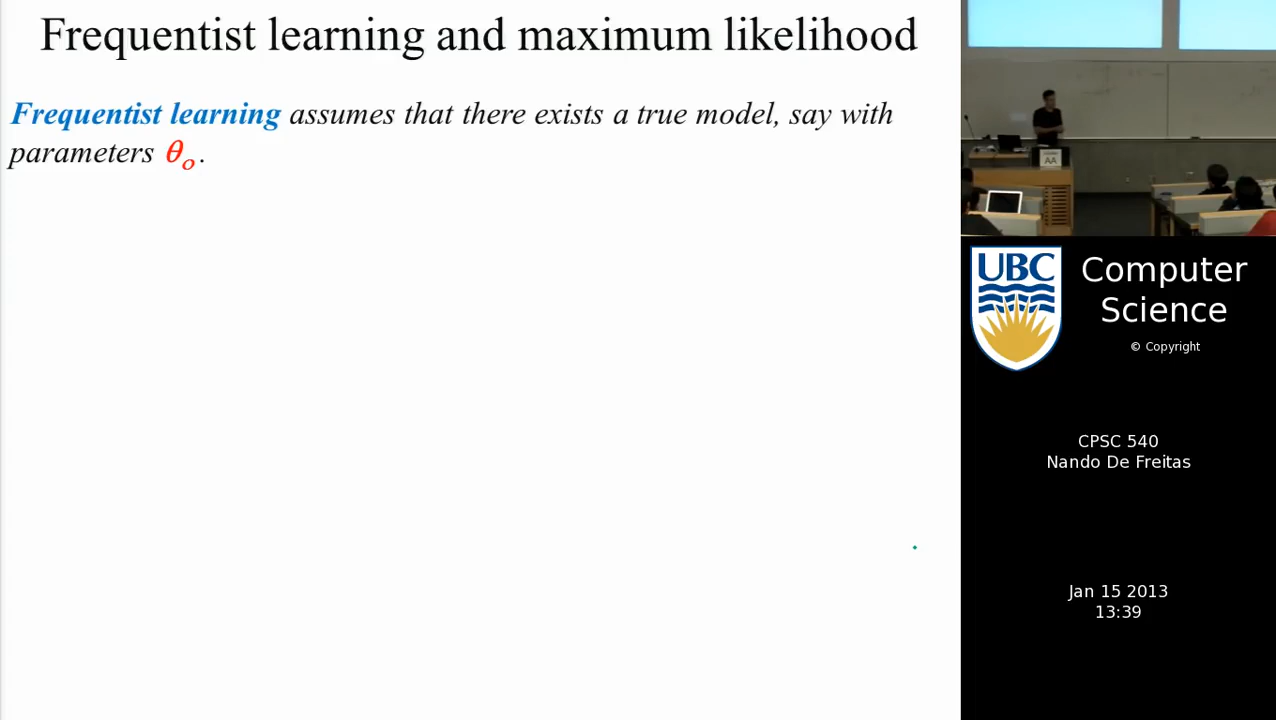 Frequentist learning and maximum likelihood
Frequentist learning assumes that there exists a true model, say with
parameters θo.
AA
UBC
Computer
Science
© Copyright
CPSC 540
Nando De Freitas
Jan 15 2013
13:39